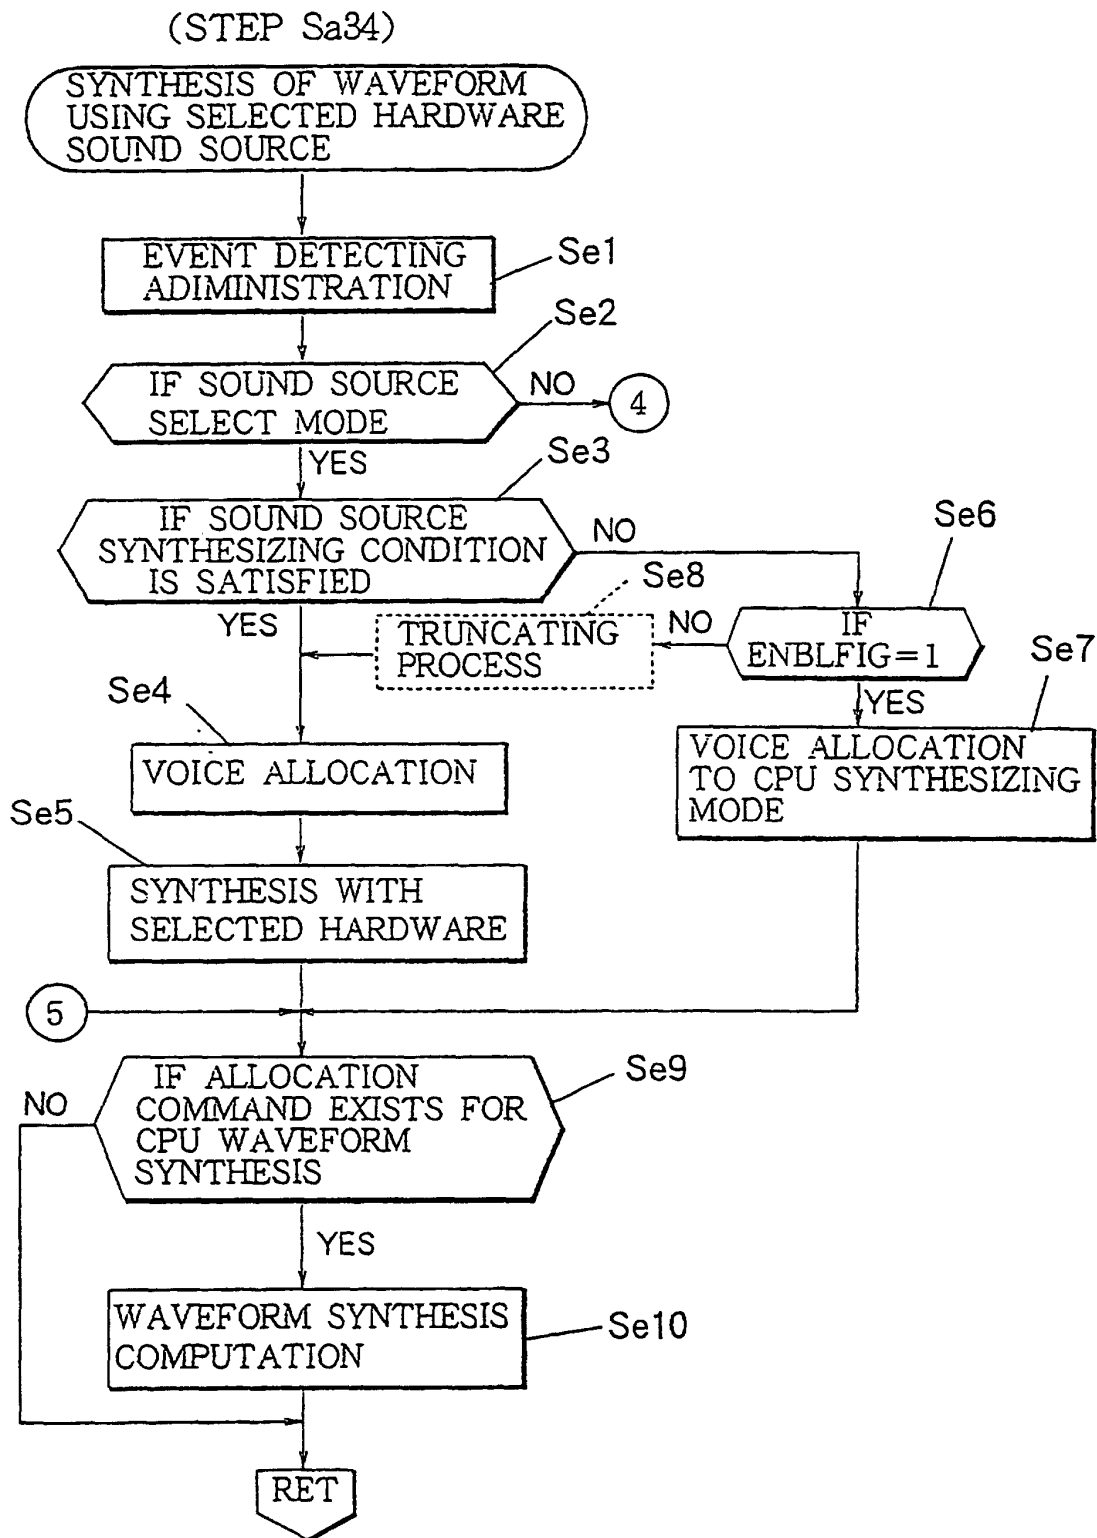 (STEP Sa34)
SYNTHESIS OF WAVEFORM
USING SELECTED HARDWARE
SOUND SOURCE
EVENT DETECTING
ADIMINISTRATION
Se1
Se2
IF SOUND SOURCE
SELECT MODE
NO
4
YES
Se3
IF SOUND SOURCE
SYNTHESIZING CONDITION
IS SATISFIED
NO
Se6
Se8
YES
TRUNCATING
PROCESS
NO
IF
ENBLFIG=1
Se7
YES
Se4
VOICE ALLOCATION
VOICE ALLOCATION
TO CPU SYNTHESIZING
MODE
Se5
SYNTHESIS WITH
SELECTED HARDWARE
5
IF ALLOCATION
COMMAND EXISTS FOR
CPU WAVEFORM
SYNTHESIS
Se9
NO
YES
WAVEFORM SYNTHESIS
COMPUTATION
Se10
RET